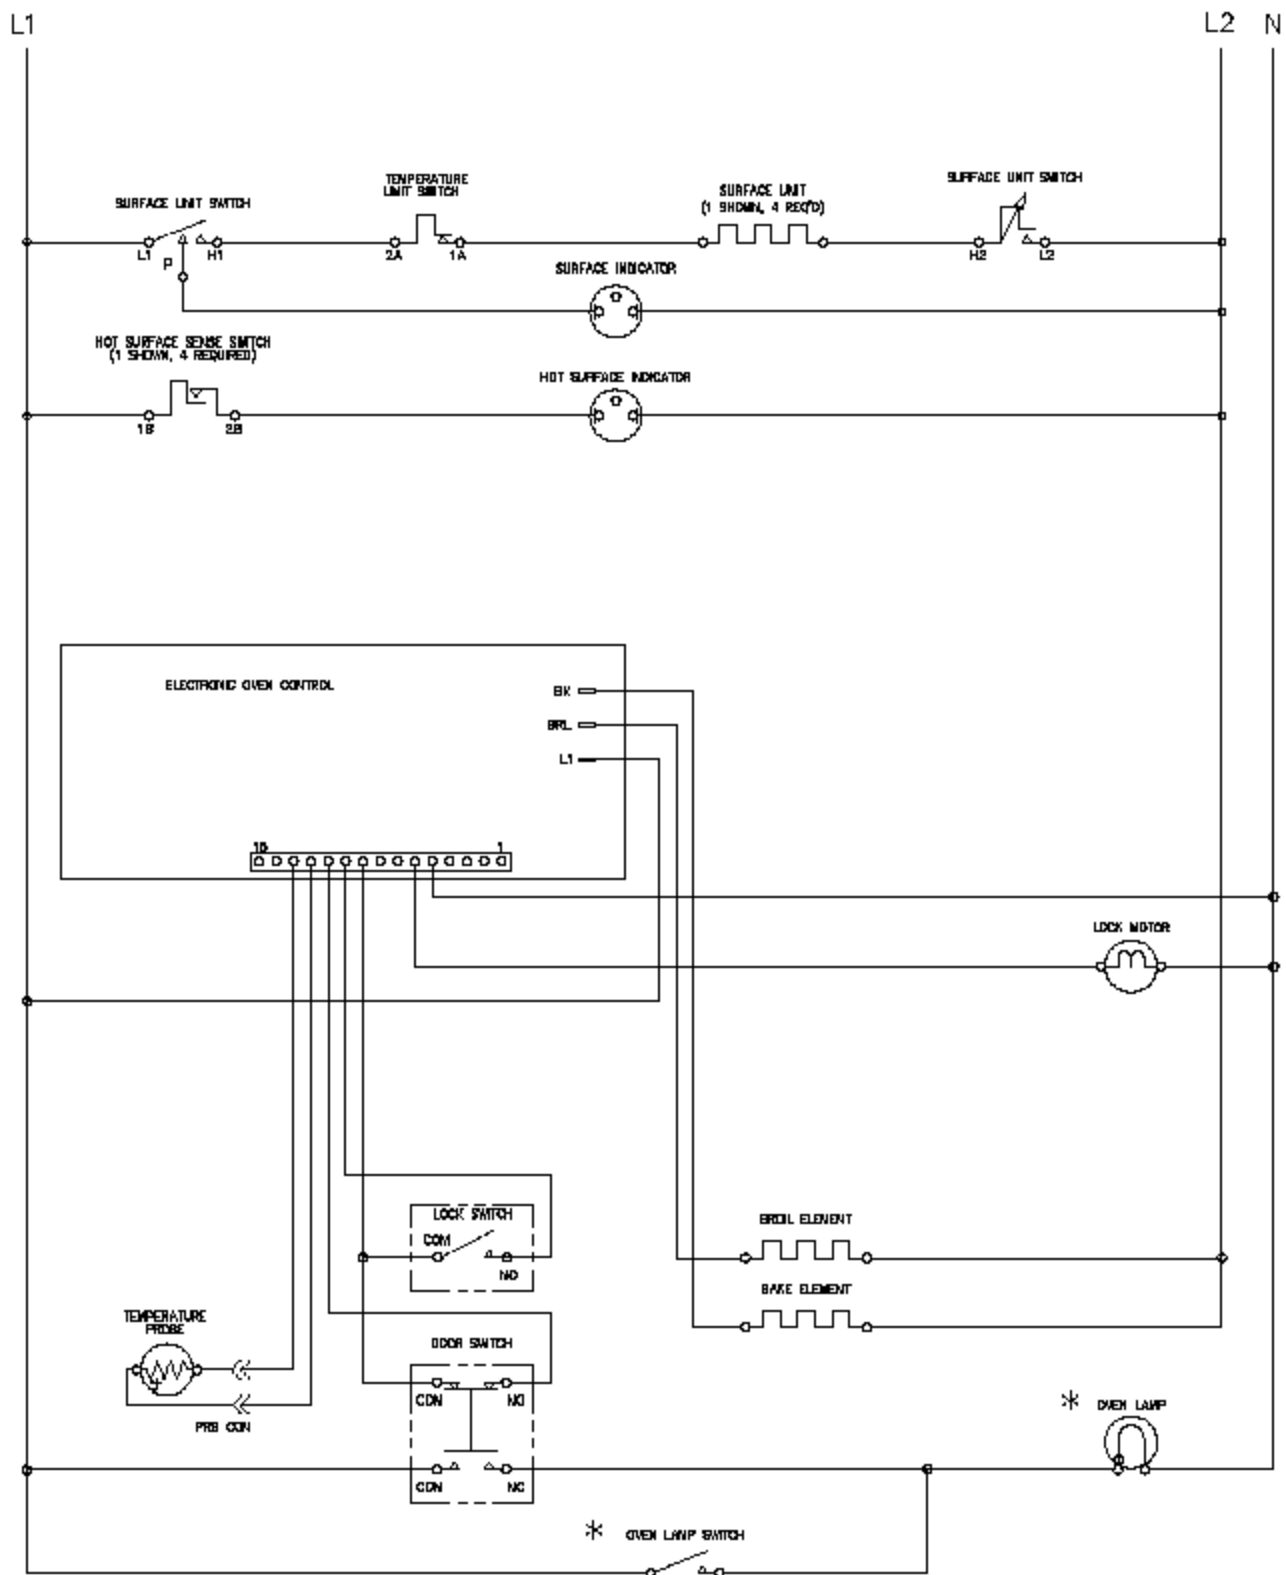 L1
L2 N
SURFACE UNIT SWITCH
TEMPERATURE
LIMIT SWITCH
SURFACE UNIT
(1 SHOWN, 4 REQ'D)
SURFACE UNIT SWITCH
L1
P
H1
2A
1A
H2
L2
SURFACE INDICATOR
HOT SURFACE SENSE SWITCH
(1 SHOWN, 4 REQUIRED)
1B
2B
HOT SURFACE INDICATOR
ELECTRONIC OVEN CONTROL
BK
BRL
L1
15
1
LOCK MOTOR
LOCK SWITCH
COM
NO
BROIL ELEMENT
BAKE ELEMENT
TEMPERATURE
PROBE
PRB CON
DOOR SWITCH
COM
NO
COM
NC
* OVEN LAMP
* OVEN LAMP SWITCH